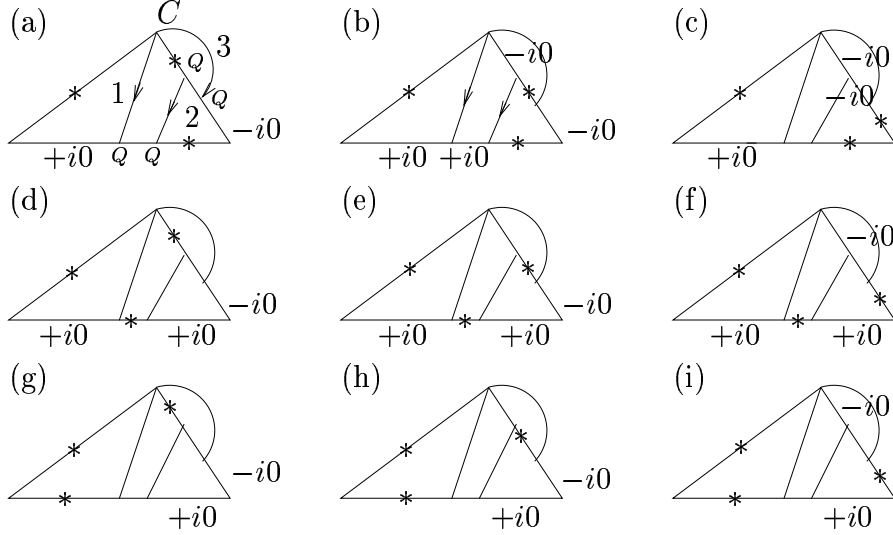 (a) C (b) (c)
* Q 3 −i0 −i0
* 1 Q * * * −i0
2 *
* −i0 * −i0 *
+i0 Q Q +i0 +i0 +i0
(d) (e) (f)
* −i0
* * * * *
* −i0 * −i0 *
+i0 +i0 +i0 +i0 +i0 +i0
(g) (h) (i)
* −i0
* * * *
* −i0 * −i0 * *
+i0 +i0 +i0